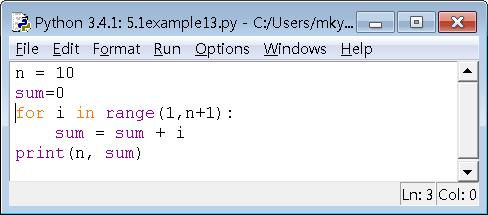 Python 3.4.1: 5.1example13.py - C:/Users/mky...
File Edit Format Run Options Windows Help
n = 10
sum=0
for i in range(1,n+1):
    sum = sum + i
print(n, sum)
Ln: 3 Col: 0